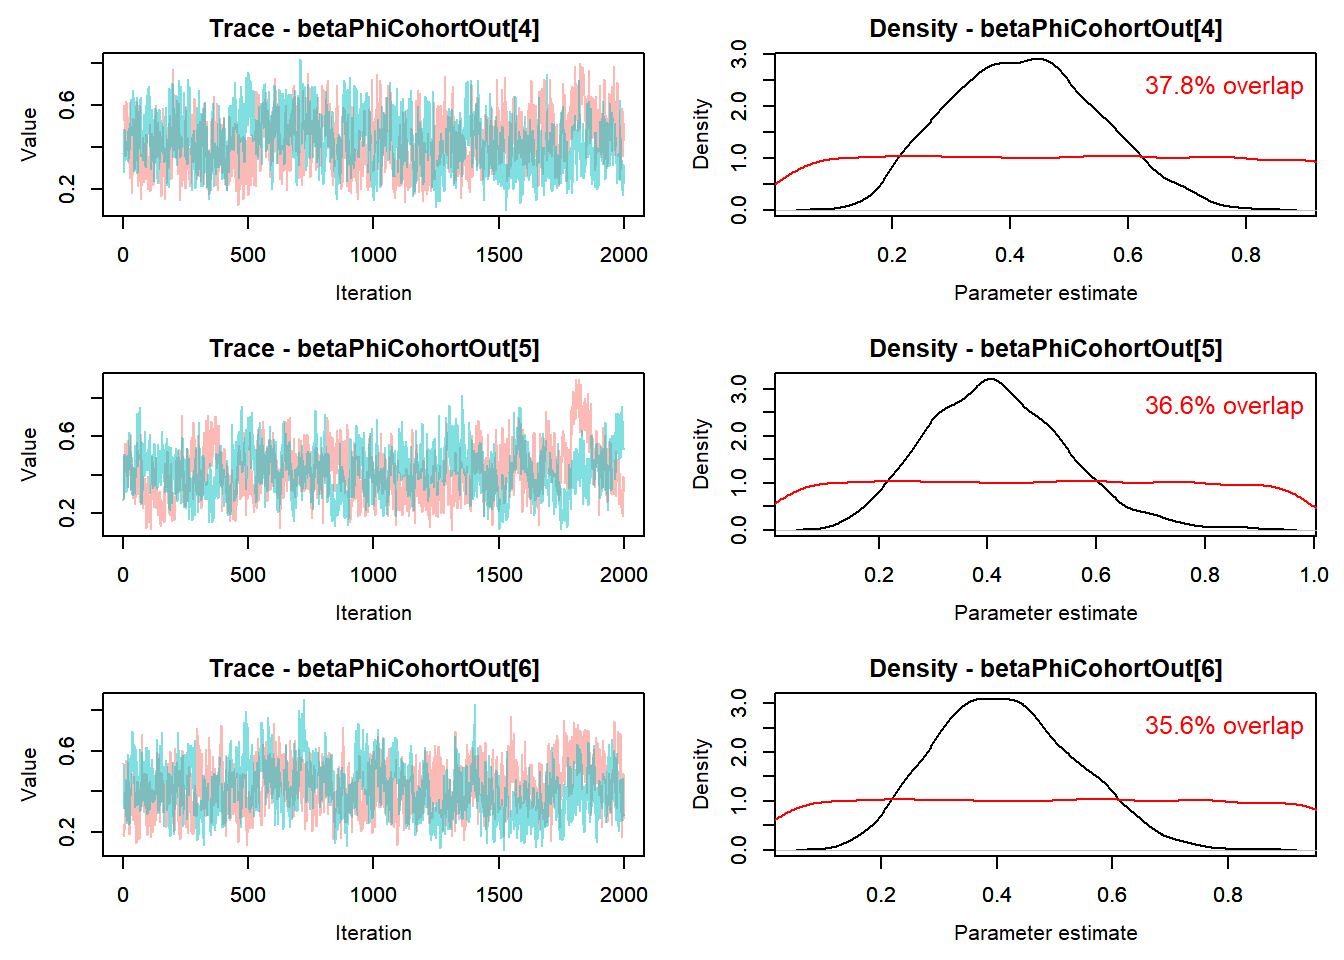 Trace - betaPhiCohortOut[4]
Value
0.2 0.6
0 500 1000 1500 2000
Iteration
Density - betaPhiCohortOut[4]
37.8% overlap
Density
0.0 1.0 2.0 3.0
0.2 0.4 0.6 0.8
Parameter estimate
Trace - betaPhiCohortOut[5]
Value
0.2 0.6
0 500 1000 1500 2000
Iteration
Density - betaPhiCohortOut[5]
36.6% overlap
Density
0.0 1.0 2.0 3.0
0.2 0.4 0.6 0.8 1.0
Parameter estimate
Trace - betaPhiCohortOut[6]
Value
0.2 0.6
0 500 1000 1500 2000
Iteration
Density - betaPhiCohortOut[6]
35.6% overlap
Density
0.0 1.0 2.0 3.0
0.2 0.4 0.6 0.8
Parameter estimate